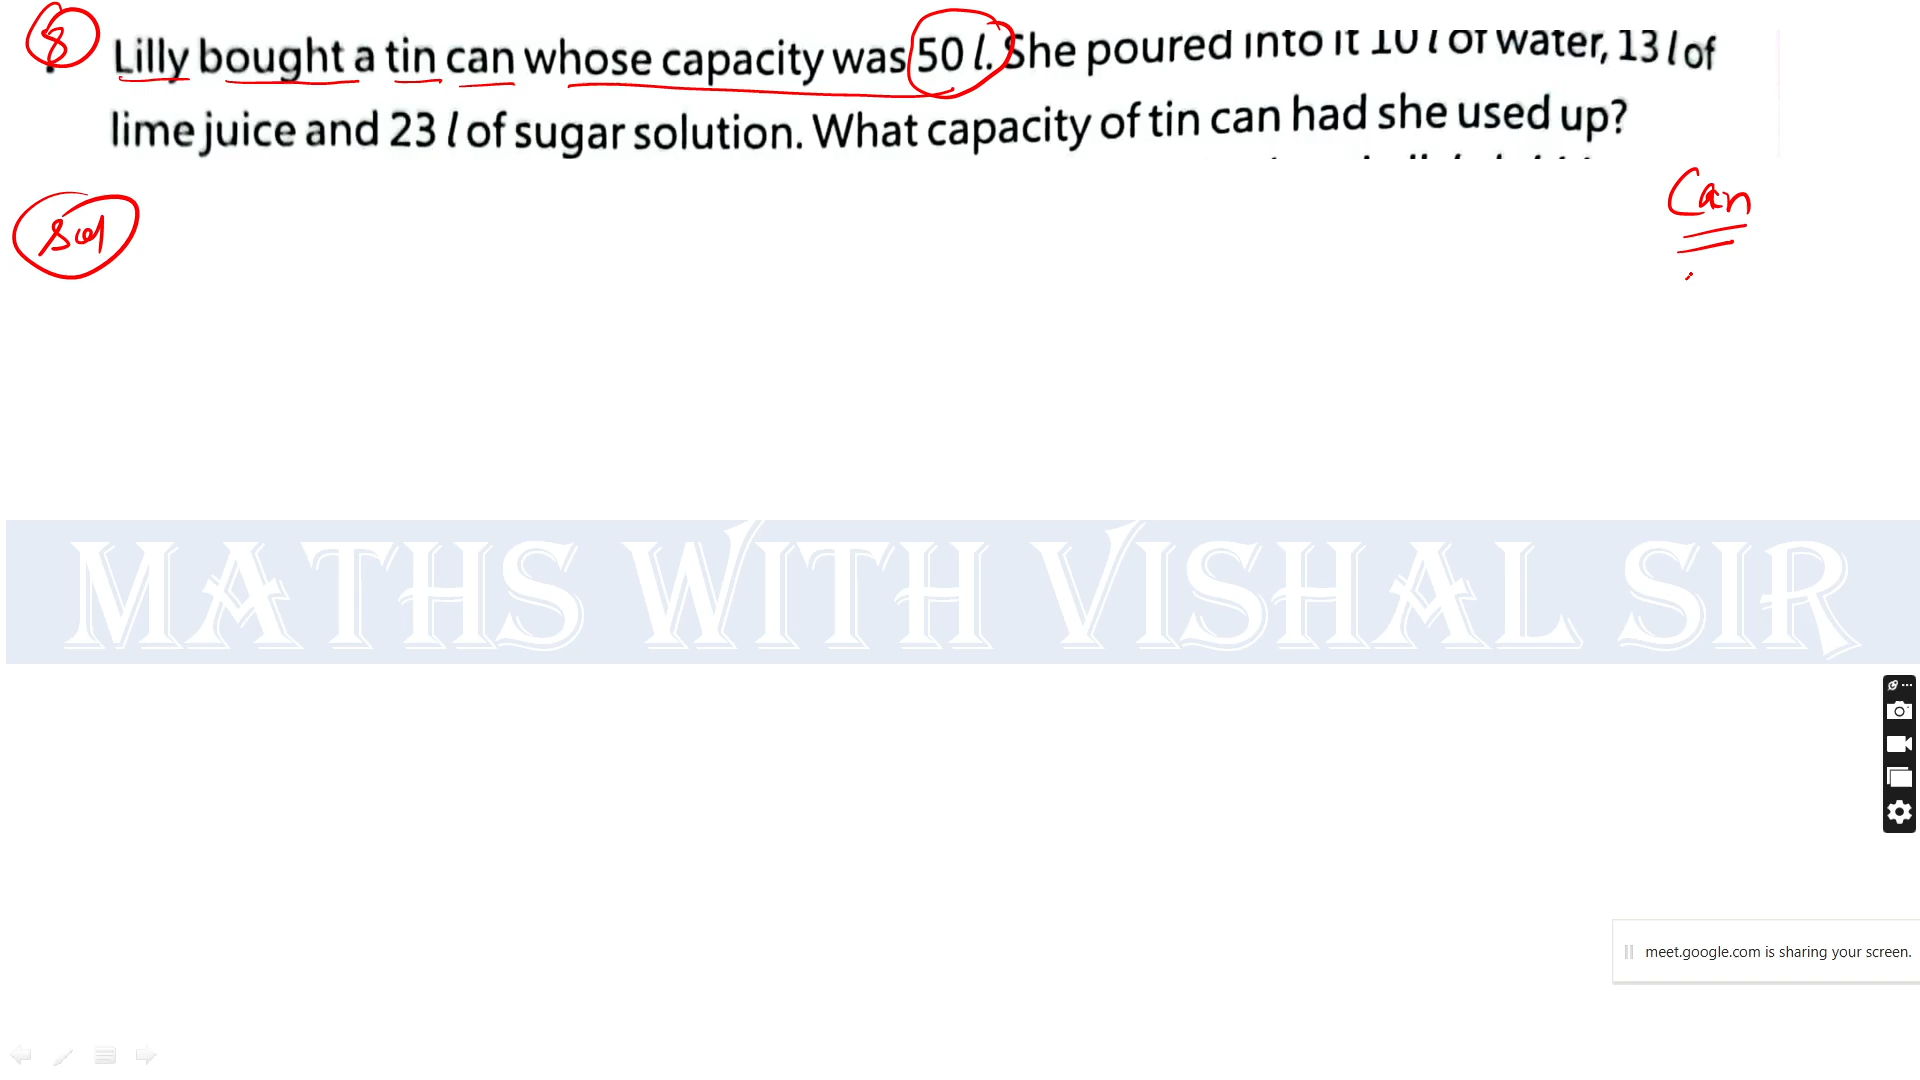 8
Lilly bought a tin can whose capacity was 50 l. She poured into it 10 l of water, 13 l of
lime juice and 23 l of sugar solution. What capacity of tin can had she used up?
Can
Sol
MATHS WITH VISHAL SIR
meet.google.com is sharing your screen.